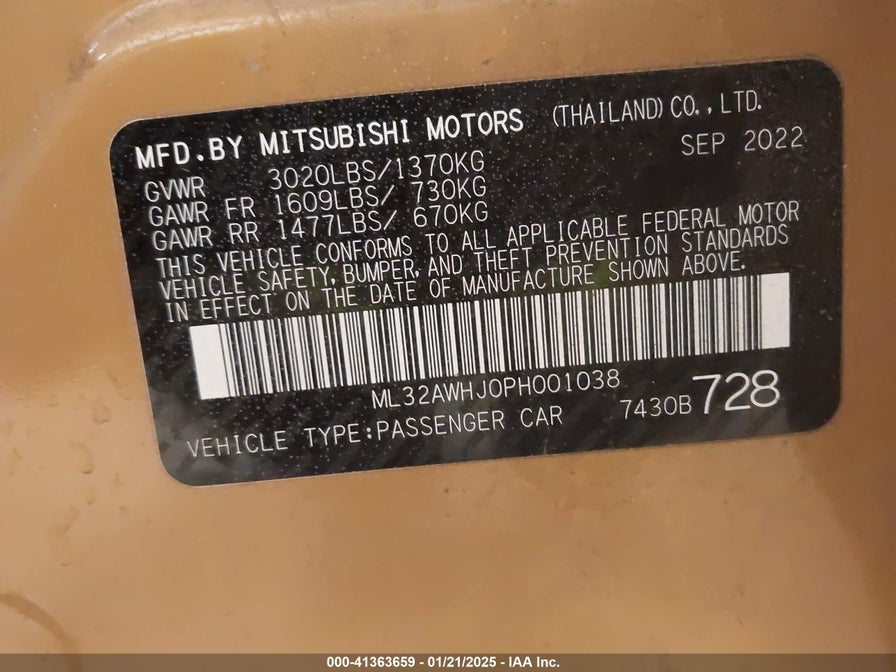 MFD.BY MITSUBISHI MOTORS (THAILAND) CO.,LTD.
SEP 2022
GVWR 3020LBS/1370KG
GAWR FR 1609LBS/ 730KG
GAWR RR 1477LBS/ 670KG
THIS VEHICLE CONFORMS TO ALL APPLICABLE FEDERAL MOTOR
VEHICLE SAFETY, BUMPER, AND THEFT PREVENTION STANDARDS
IN EFFECT ON THE DATE OF MANUFACTURE SHOWN ABOVE.
ML32AWHJ0PH001038
VEHICLE TYPE:PASSENGER CAR 7430B 728
000-41363659 - 01/21/2025 - IAA Inc.